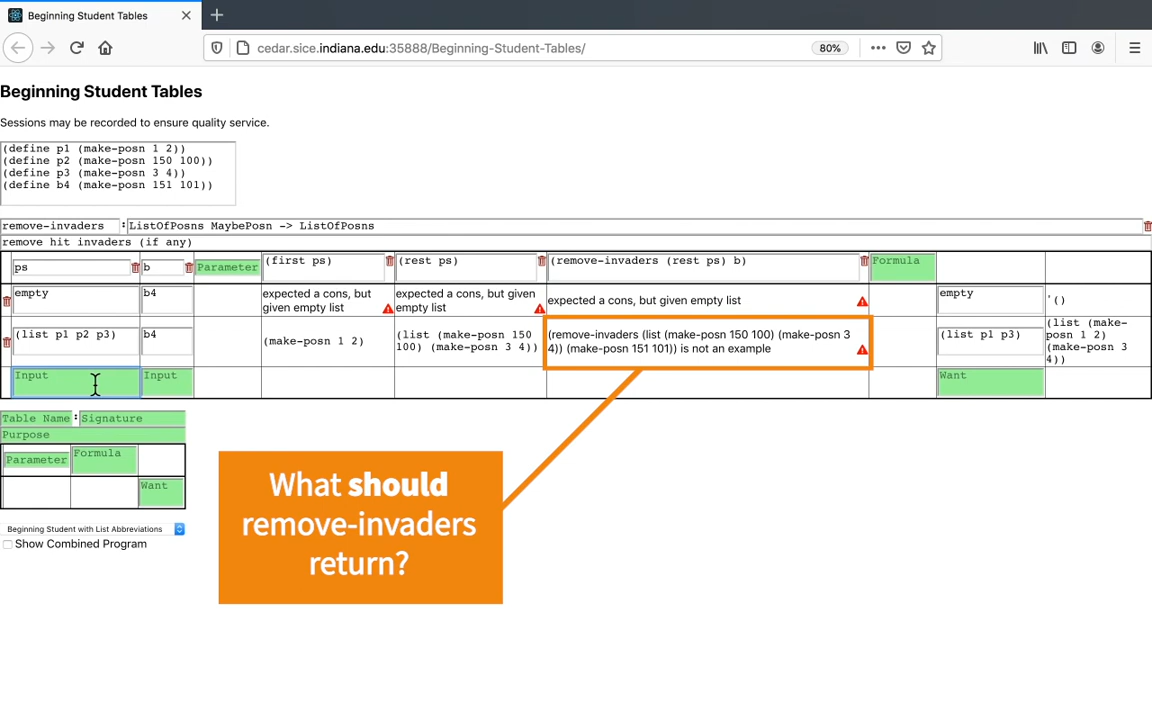 Beginning Student Tables
cedar.sice.indiana.edu:35888/Beginning-Student-Tables/
80%
Beginning Student Tables
Sessions may be recorded to ensure quality service.
(define p1 (make-posn 1 2))
(define p2 (make-posn 150 100))
(define p3 (make-posn 3 4))
(define b4 (make-posn 151 101))
remove-invaders : ListOfPosns MaybePosn -> ListOfPosns
remove hit invaders (if any)
ps b Parameter (first ps) (rest ps) (remove-invaders (rest ps) b) Formula
empty b4 expected a cons, but given empty list expected a cons, but given empty list expected a cons, but given empty list empty '()
(list p1 p2 p3) b4 (make-posn 1 2) (list (make-posn 150
100) (make-posn 3 4)) (remove-invaders (list (make-posn 150 100) (make-posn 3
4)) (make-posn 151 101)) is not an example (list p1 p3) (list (make-
posn 1 2)
(make-posn 3
4))
Input Input Want
Table Name : Signature
Purpose
Parameter Formula
Want
Beginning Student with List Abbreviations
Show Combined Program
What should
remove-invaders
return?